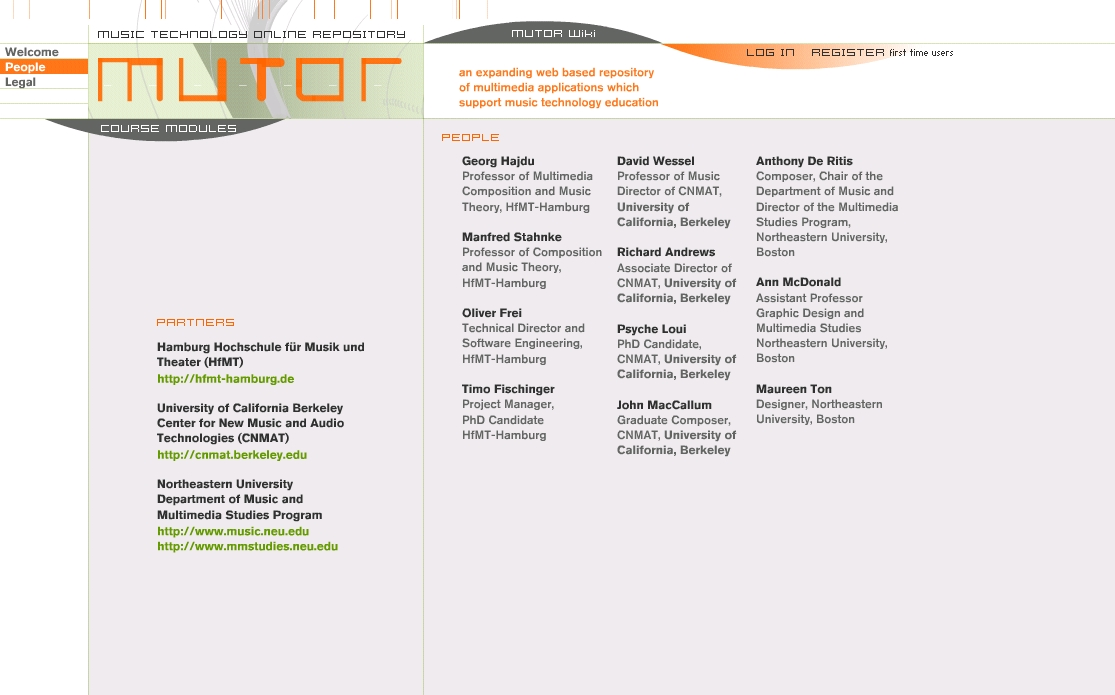 MUSIC TECHNOLOGY ONLINE REPOSITORY
MUTOR Wiki
Welcome
People
Legal
MUTOR
LOG IN REGISTER first time users
an expanding web based repository
of multimedia applications which
support music technology education
COURSE MODULES
PEOPLE
Georg Hajdu
Professor of Multimedia
Composition and Music
Theory, HfMT-Hamburg
Manfred Stahnke
Professor of Composition
and Music Theory,
HfMT-Hamburg
Oliver Frei
Technical Director and
Software Engineering,
HfMT-Hamburg
Timo Fischinger
Project Manager,
PhD Candidate
HfMT-Hamburg
David Wessel
Professor of Music
Director of CNMAT,
University of
California, Berkeley
Richard Andrews
Associate Director of
CNMAT, University of
California, Berkeley
Psyche Loui
PhD Candidate,
CNMAT, University of
California, Berkeley
John MacCallum
Graduate Composer,
CNMAT, University of
California, Berkeley
Anthony De Ritis
Composer, Chair of the
Department of Music and
Director of the Multimedia
Studies Program,
Northeastern University,
Boston
Ann McDonald
Assistant Professor
Graphic Design and
Multimedia Studies
Northeastern University,
Boston
Maureen Ton
Designer, Northeastern
University, Boston
PARTNERS
Hamburg Hochschule für Musik und
Theater (HfMT)
http://hfmt-hamburg.de
University of California Berkeley
Center for New Music and Audio
Technologies (CNMAT)
http://cnmat.berkeley.edu
Northeastern University
Department of Music and
Multimedia Studies Program
http://www.music.neu.edu
http://www.mmstudies.neu.edu